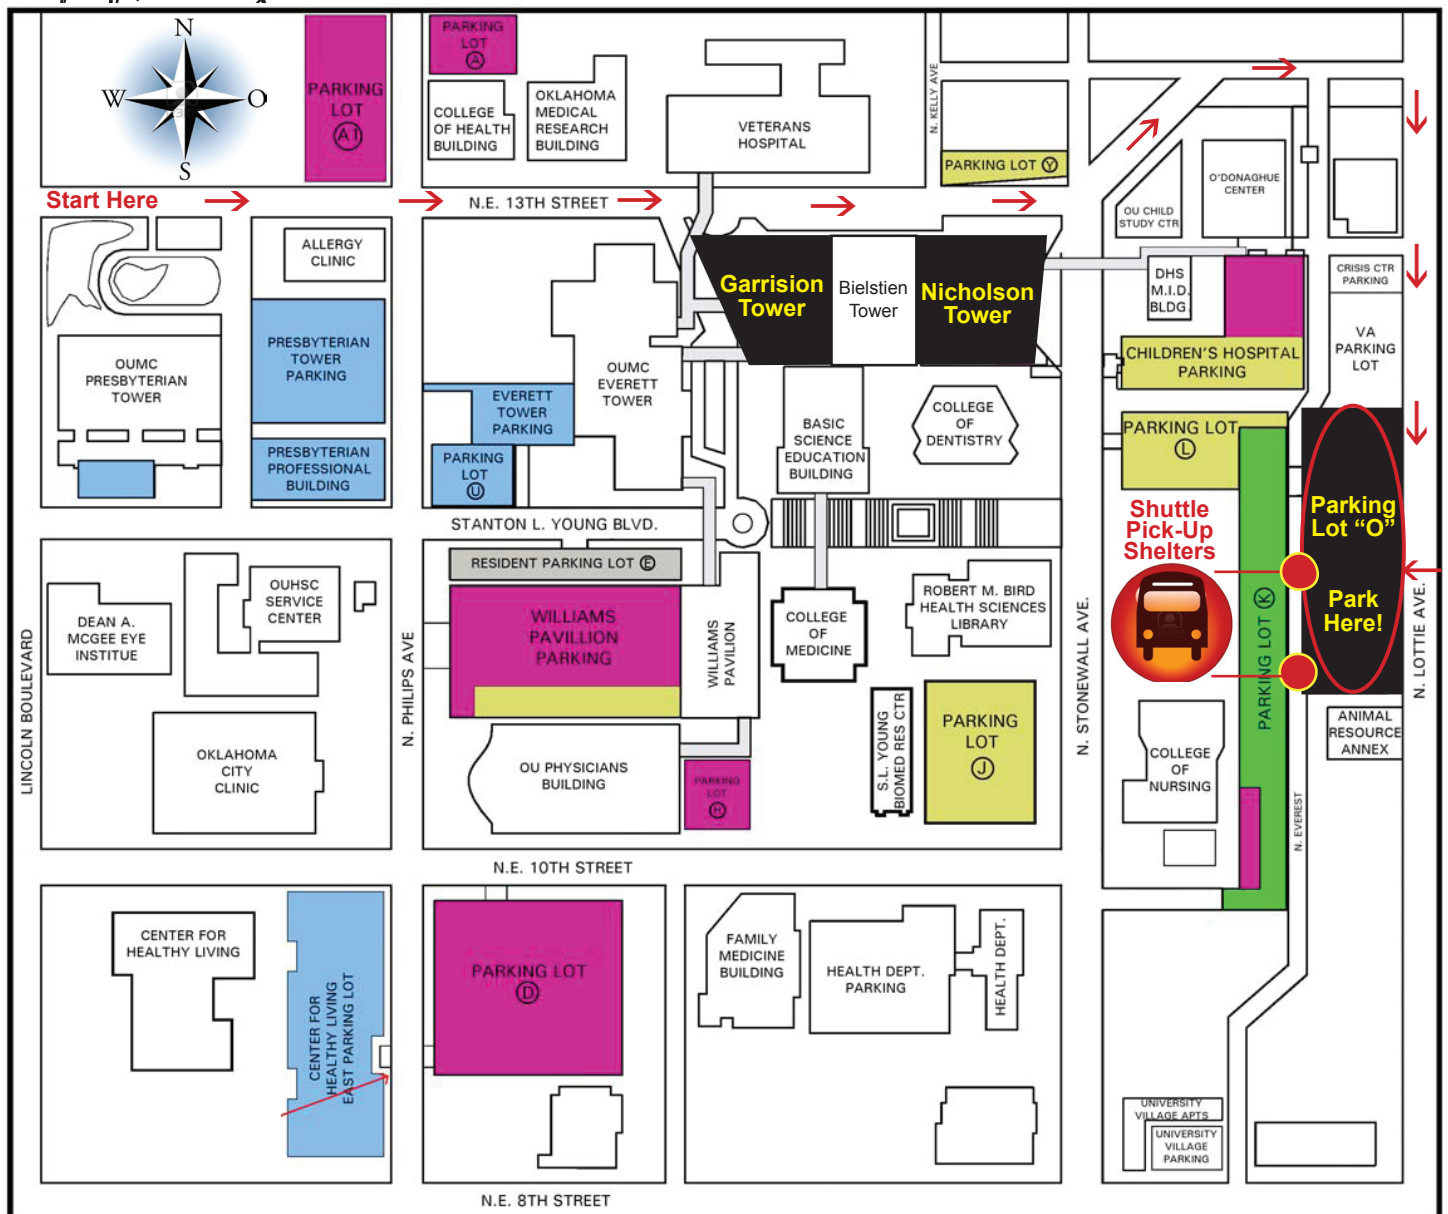 N
W
O
S
PARKING
LOT
A1
PARKING
LOT
A
COLLEGE
OF HEALTH
BUILDING
OKLAHOMA
MEDICAL
RESEARCH
BUILDING
VETERANS
HOSPITAL
N. KELLY AVE
PARKING LOT Y
O'DONAGHUE
CENTER
OU CHILD
STUDY CTR
Start Here
N.E. 13TH STREET
ALLERGY
CLINIC
Garrision
Tower
Bielstien
Tower
Nicholson
Tower
DHS
M.I.D.
BLDG.
CRISIS CTR
PARKING
VA
PARKING
LOT
OUMC
PRESBYTERIAN
TOWER
PRESBYTERIAN
TOWER
PARKING
PRESBYTERIAN
PROFESSIONAL
BUILDING
EVERETT
TOWER
PARKING
PARKING
LOT
U
OUMC
EVERETT
TOWER
BASIC
SCIENCE
EDUCATION
BUILDING
COLLEGE
OF
DENTISTRY
CHILDREN'S HOSPITAL
PARKING
PARKING LOT
L
STANTON L. YOUNG BLVD.
Shuttle
Pick-Up
Shelters
Parking
Lot “O”
Park
Here!
LINCOLN BOULEVARD
DEAN A.
MCGEE EYE
INSTITUE
OUHSC
SERVICE
CENTER
OKLAHOMA
CITY
CLINIC
N. PHILIPS AVE
RESIDENT PARKING LOT E
WILLIAMS
PAVILLION
PARKING
WILLIAMS
PAVILION
COLLEGE
OF
MEDICINE
ROBERT M. BIRD
HEALTH SCIENCES
LIBRARY
N. STONEWALL AVE.
PARKING LOT K
N. LOTTIE AVE.
OU PHYSICIANS
BUILDING
PARKING
LOT
H
S.L. YOUNG
BIOMED RES CTR
PARKING
LOT
J
COLLEGE
OF
NURSING
N. EVEREST
ANIMAL
RESOURCE
ANNEX
N.E. 10TH STREET
CENTER FOR
HEALTHY LIVING
CENTER FOR
HEALTHY LIVING
EAST PARKING LOT
PARKING LOT
D
FAMILY
MEDICINE
BUILDING
HEALTH DEPT.
PARKING
HEALTH DEPT.
UNIVERSITY
VILLAGE APTS
UNIVERSITY
VILLAGE
PARKING
N.E. 8TH STREET